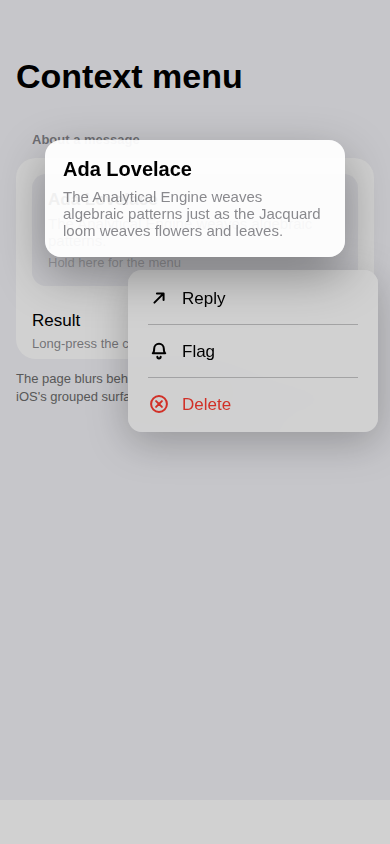 Context menu
About a message
Ada Lovelace
The Analytical Engine weaves
algebraic patterns just as the Jacquard
loom weaves flowers and leaves.
Hold here for the menu
Reply
Result
Flag
Long-press the c
The page blurs beh
iOS's grouped surfa
Delete